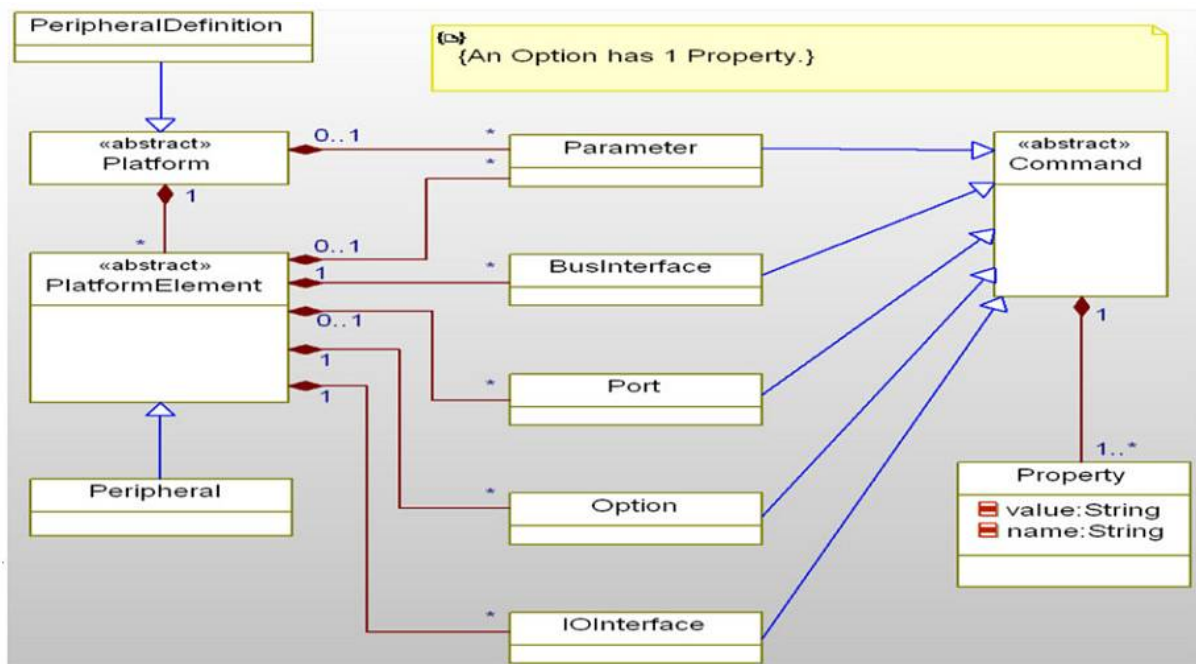 PeripheralDefinition
{An Option has 1 Property.}
«abstract»
Platform
0..1
*
Parameter
*
«abstract»
Command
1
*
0..1
«abstract»
PlatformElement
1
*
BusInterface
0..1
1
*
Port
1
1
Peripheral
*
Option
1..*
Property
value:String
name:String
*
IOInterface